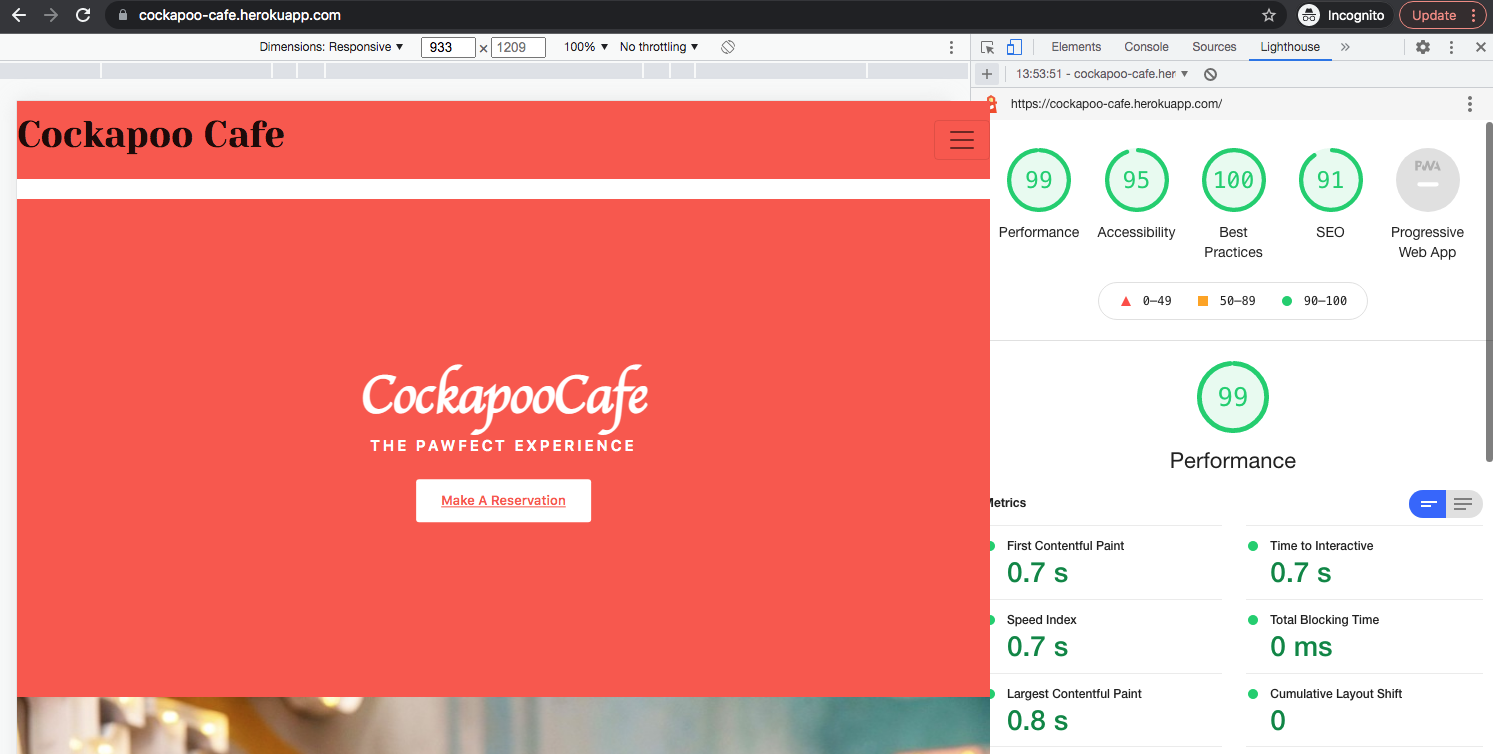 cockapoo-cafe.herokuapp.com
Incognito
Update
Dimensions: Responsive ▼ 933 × 1209 100% ▼ No throttling ▼
Elements Console Sources Lighthouse »
13:53:51 - cockapoo-cafe.her ▼
https://cockapoo-cafe.herokuapp.com/
Cockapoo Cafe
CockapooCafe
THE PAWFECT EXPERIENCE
Make A Reservation
99 95 100 91 PWA
Performance Accessibility Best SEO Progressive
Practices Web App
0–49 50–89 90–100
99
Performance
Metrics
First Contentful Paint Time to Interactive
0.7 s 0.7 s
Speed Index Total Blocking Time
0.7 s 0 ms
Largest Contentful Paint Cumulative Layout Shift
0.8 s 0